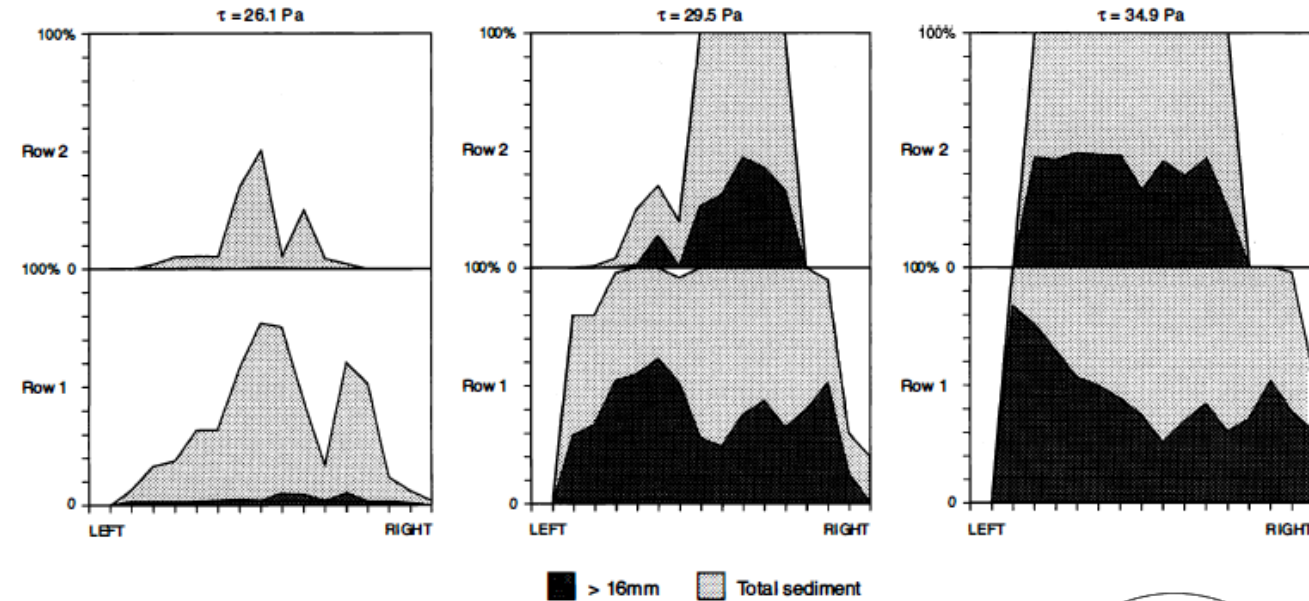 τ = 26.1 Pa
100%
Row 2
100% 0
Row 1
0
LEFT RIGHT
τ = 29.5 Pa
100%
Row 2
100% 0
Row 1
0
LEFT RIGHT
τ = 34.9 Pa
100%
Row 2
100% 0
Row 1
0
LEFT RIGHT
> 16mm Total sediment